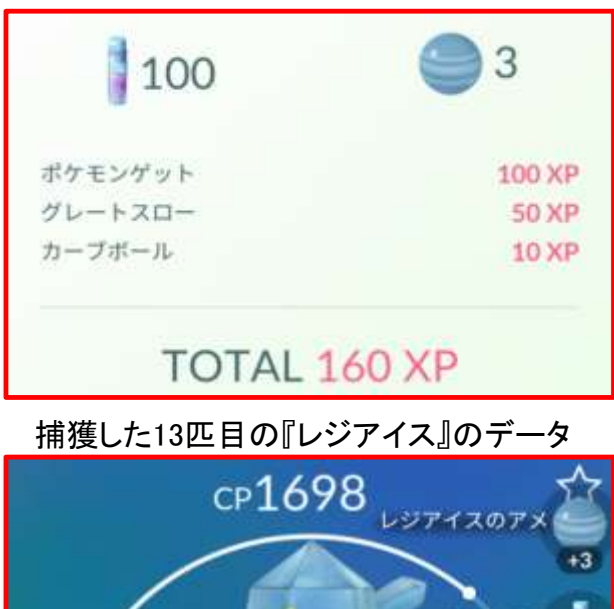 100 3
ポケモンゲット 100 XP
グレートスロー 50 XP
カーブボール 10 XP
TOTAL 160 XP
捕獲した13匹目の『レジアイス』のデータ
CP1698
レジアイスのアメ
+3